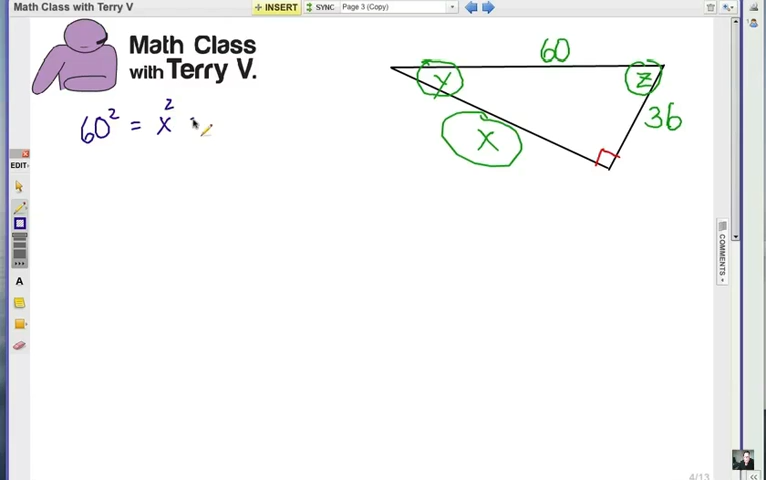 Math Class with Terry V
INSERT
SYNC
Page 3 (Copy)
Math Class
with Terry V.
60² = x²
60
y
z
36
x
EDIT
A
COMMENTS
4/13